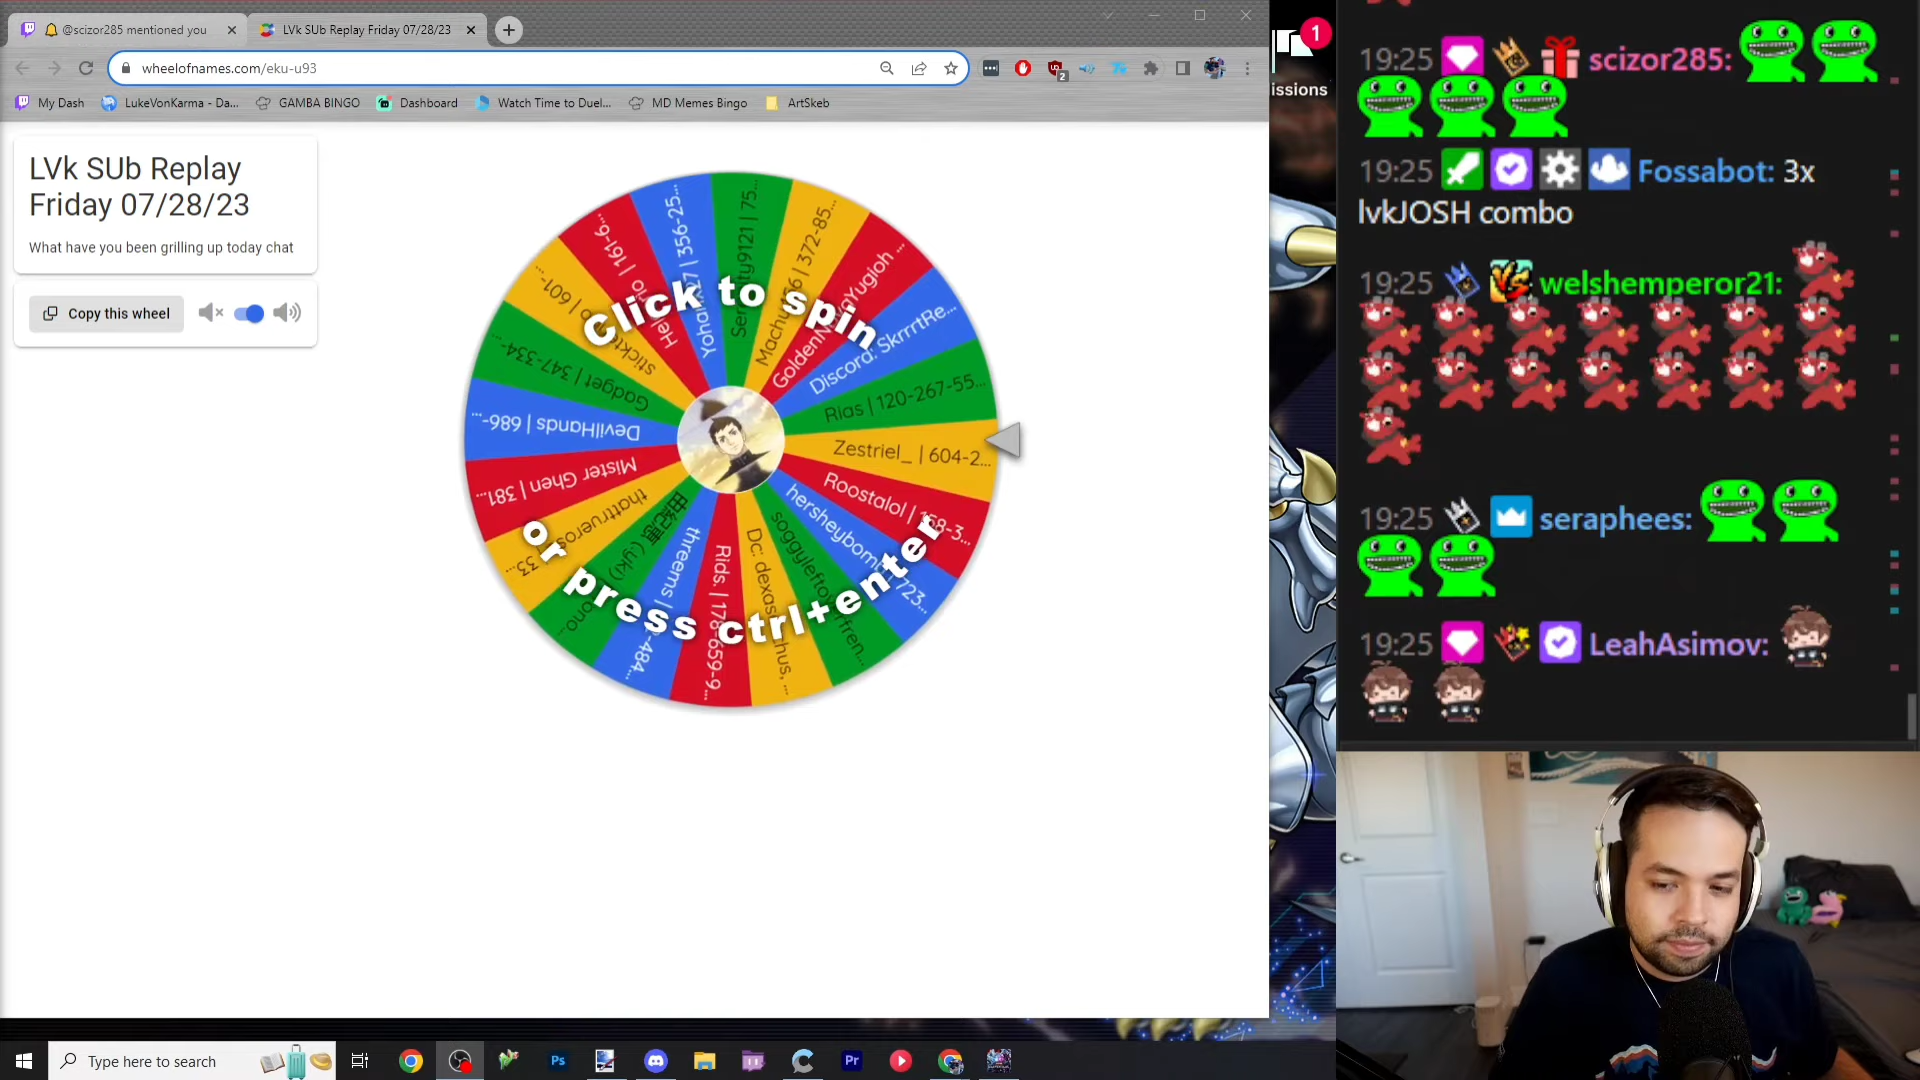 @scizor285 mentioned you
LVk SUb Replay Friday 07/28/23
wheelofnames.com/eku-u93
My Dash
LukeVonKarma - Da...
GAMBA BINGO
Dashboard
Watch Time to Duel...
MD Memes Bingo
ArtSkeb
LVk SUb Replay
Friday 07/28/23
What have you been grilling up today chat
Copy this wheel
Click to spin
or press ctrl+enter
Discord: SkrrrtRe...
Rias | 120-267-55...
Zestriel_ | 604-2...
Rids. | 178-659-9...
Mister Ghen | 381...
DevilHands | 686-...
Gadget | 347-334-...
1
issions
19:25 scizor285:
19:25 Fossabot: 3x
lvkJOSH combo
19:25 welshemperor21:
19:25 seraphees:
19:25 LeahAsimov:
Type here to search
Ps
Pr